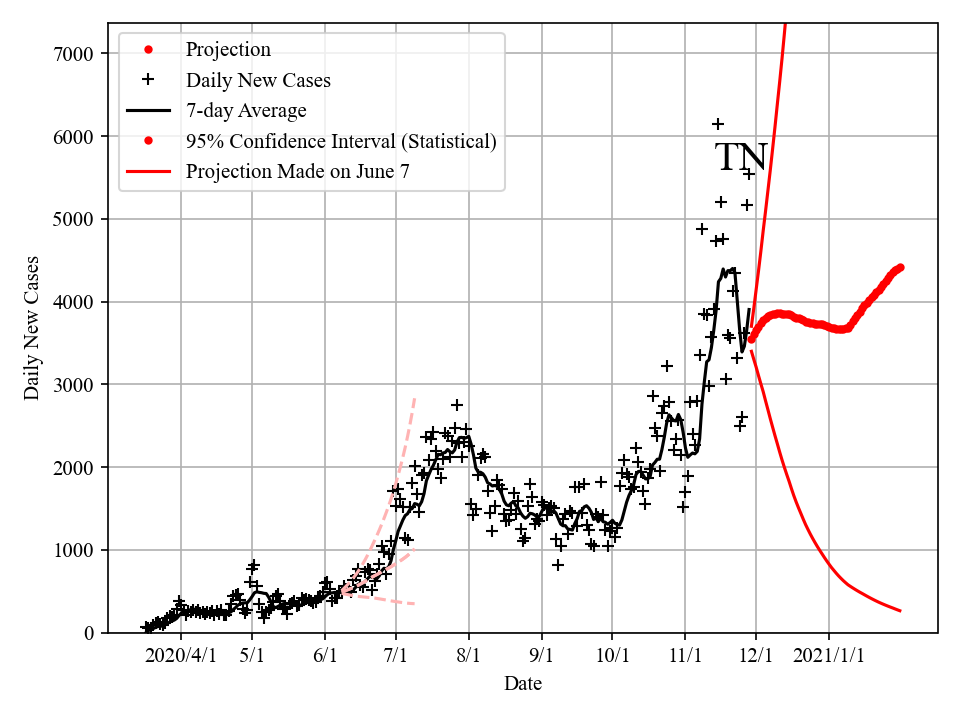 7000
6000
5000
4000
3000
2000
1000
0
Daily New Cases
Projection
Daily New Cases
7-day Average
95% Confidence Interval (Statistical)
Projection Made on June 7
TN
2020/4/1 5/1 6/1 7/1 8/1 9/1 10/1 11/1 12/1 2021/1/1
Date